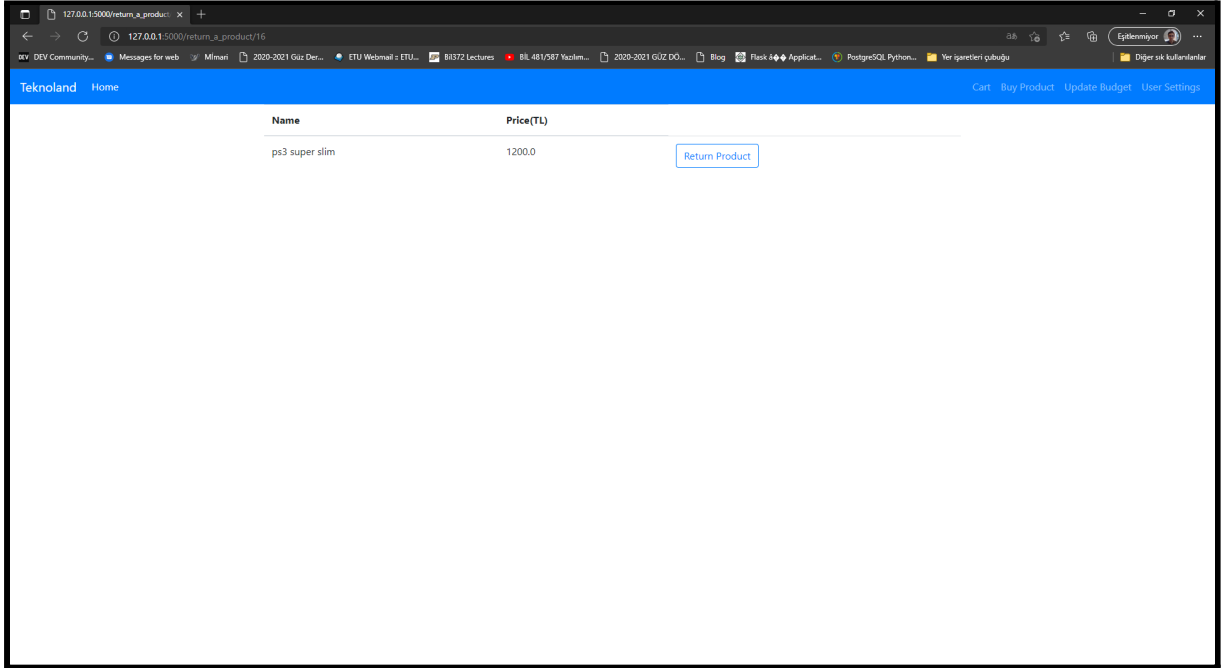 127.0.0.1:5000/return_a_product
127.0.0.1:5000/return_a_product/16
Eşitlenmiyor
DEV DEV Community... Messages for web Mimari 2020-2021 Güz Der... ETU Webmail :: ETU... Bil372 Lectures BİL 481/587 Yazılım... 2020-2021 GÜZ DÖ... Blog Flask â�� Applicat... PostgreSQL Python... Yer işaretleri çubuğu Diğer sık kullanılanlar
Teknoland Home Cart Buy Product Update Budget User Settings
Name Price(TL)
ps3 super slim 1200.0 Return Product